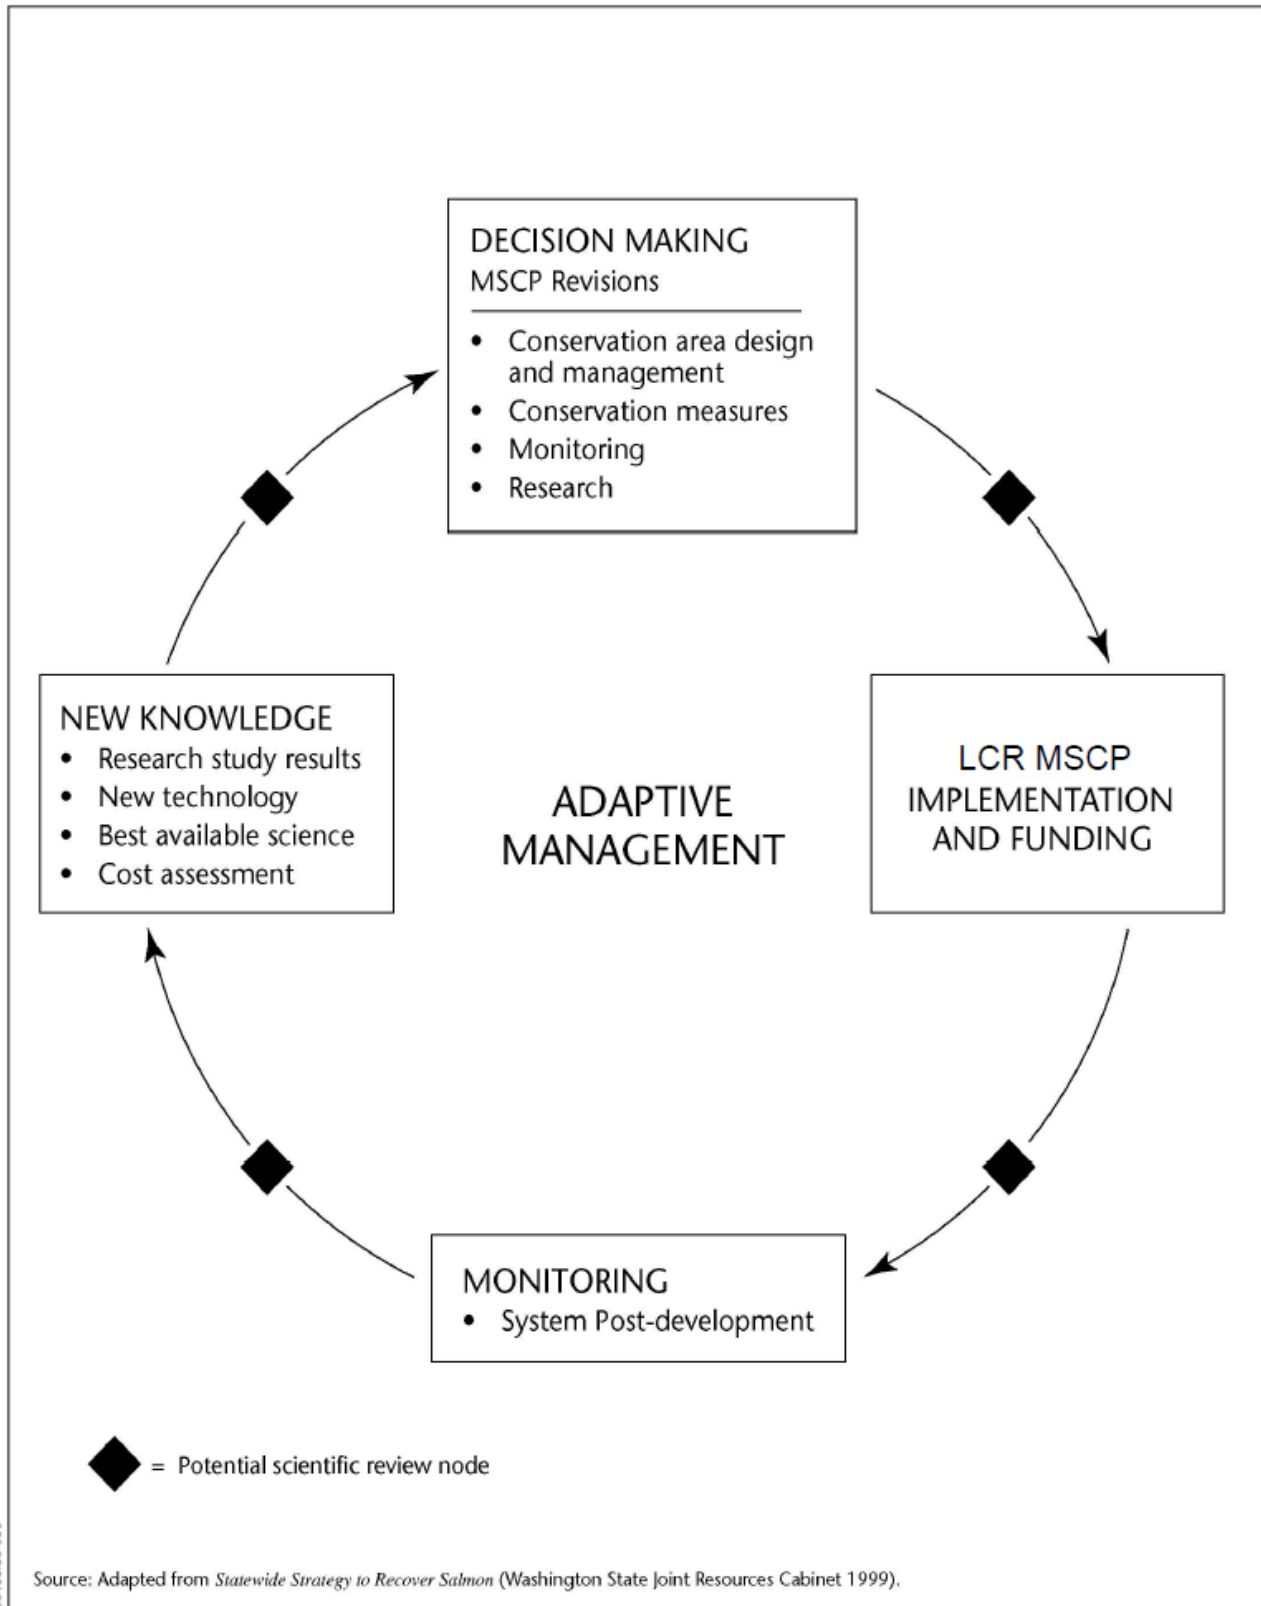 DECISION MAKING
MSCP Revisions
• Conservation area design
and management
• Conservation measures
• Monitoring
• Research
NEW KNOWLEDGE
• Research study results
• New technology
• Best available science
• Cost assessment
ADAPTIVE
MANAGEMENT
LCR MSCP
IMPLEMENTATION
AND FUNDING
MONITORING
• System Post-development
= Potential scientific review node
Source: Adapted from Statewide Strategy to Recover Salmon (Washington State Joint Resources Cabinet 1999).